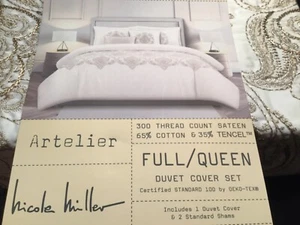 300 THREAD COUNT SATEEN
65% COTTON & 35% TENCEL™
Artelier
FULL/QUEEN
DUVET COVER SET
Certified STANDARD 100 by OEKO-TEX®
nicole miller
Includes 1 Duvet Cover
& 2 Standard Shams